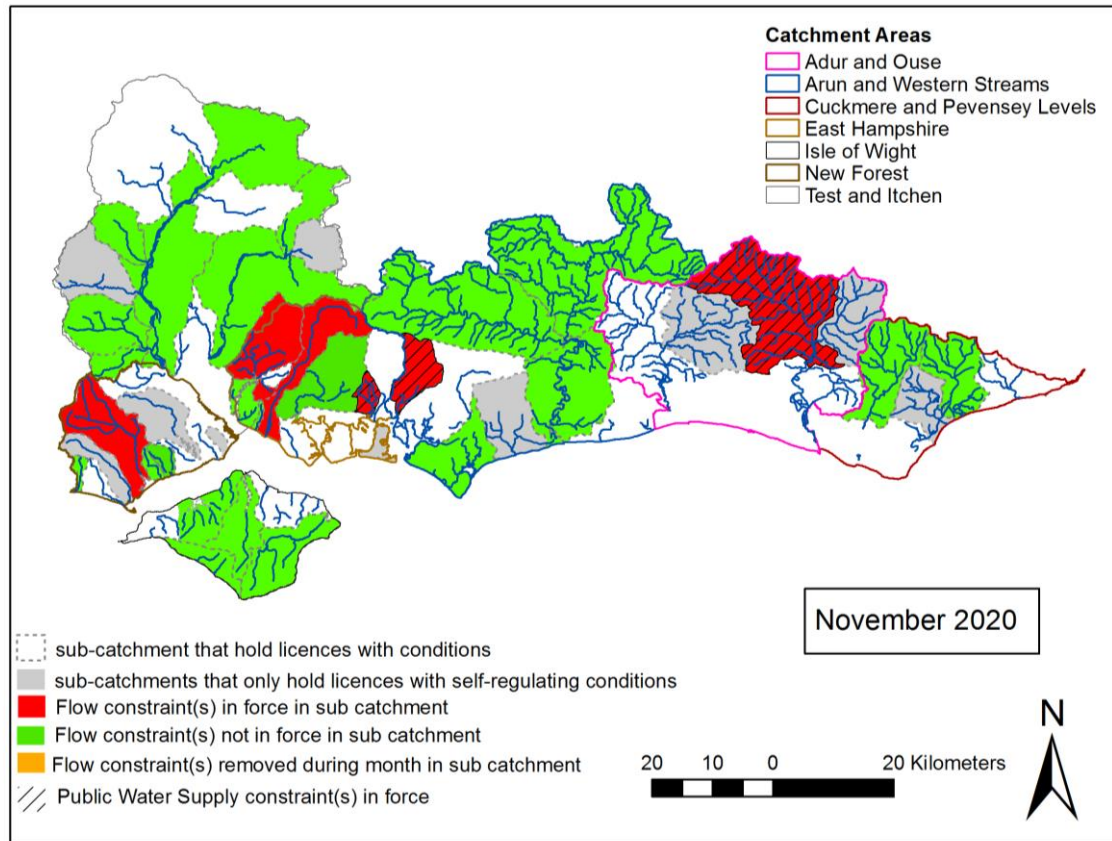 Catchment Areas
Adur and Ouse
Arun and Western Streams
Cuckmere and Pevensey Levels
East Hampshire
Isle of Wight
New Forest
Test and Itchen
November 2020
sub-catchment that hold licences with conditions
sub-catchments that only hold licences with self-regulating conditions
Flow constraint(s) in force in sub catchment
Flow constraint(s) not in force in sub catchment
Flow constraint(s) removed during month in sub catchment
Public Water Supply constraint(s) in force
20 10 0 20 Kilometers
N